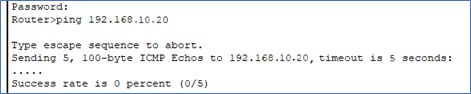 Password:
Router>ping 192.168.10.20
Type escape sequence to abort.
Sending 5, 100-byte ICMP Echos to 192.168.10.20, timeout is 5 seconds:
.....
Success rate is 0 percent (0/5)